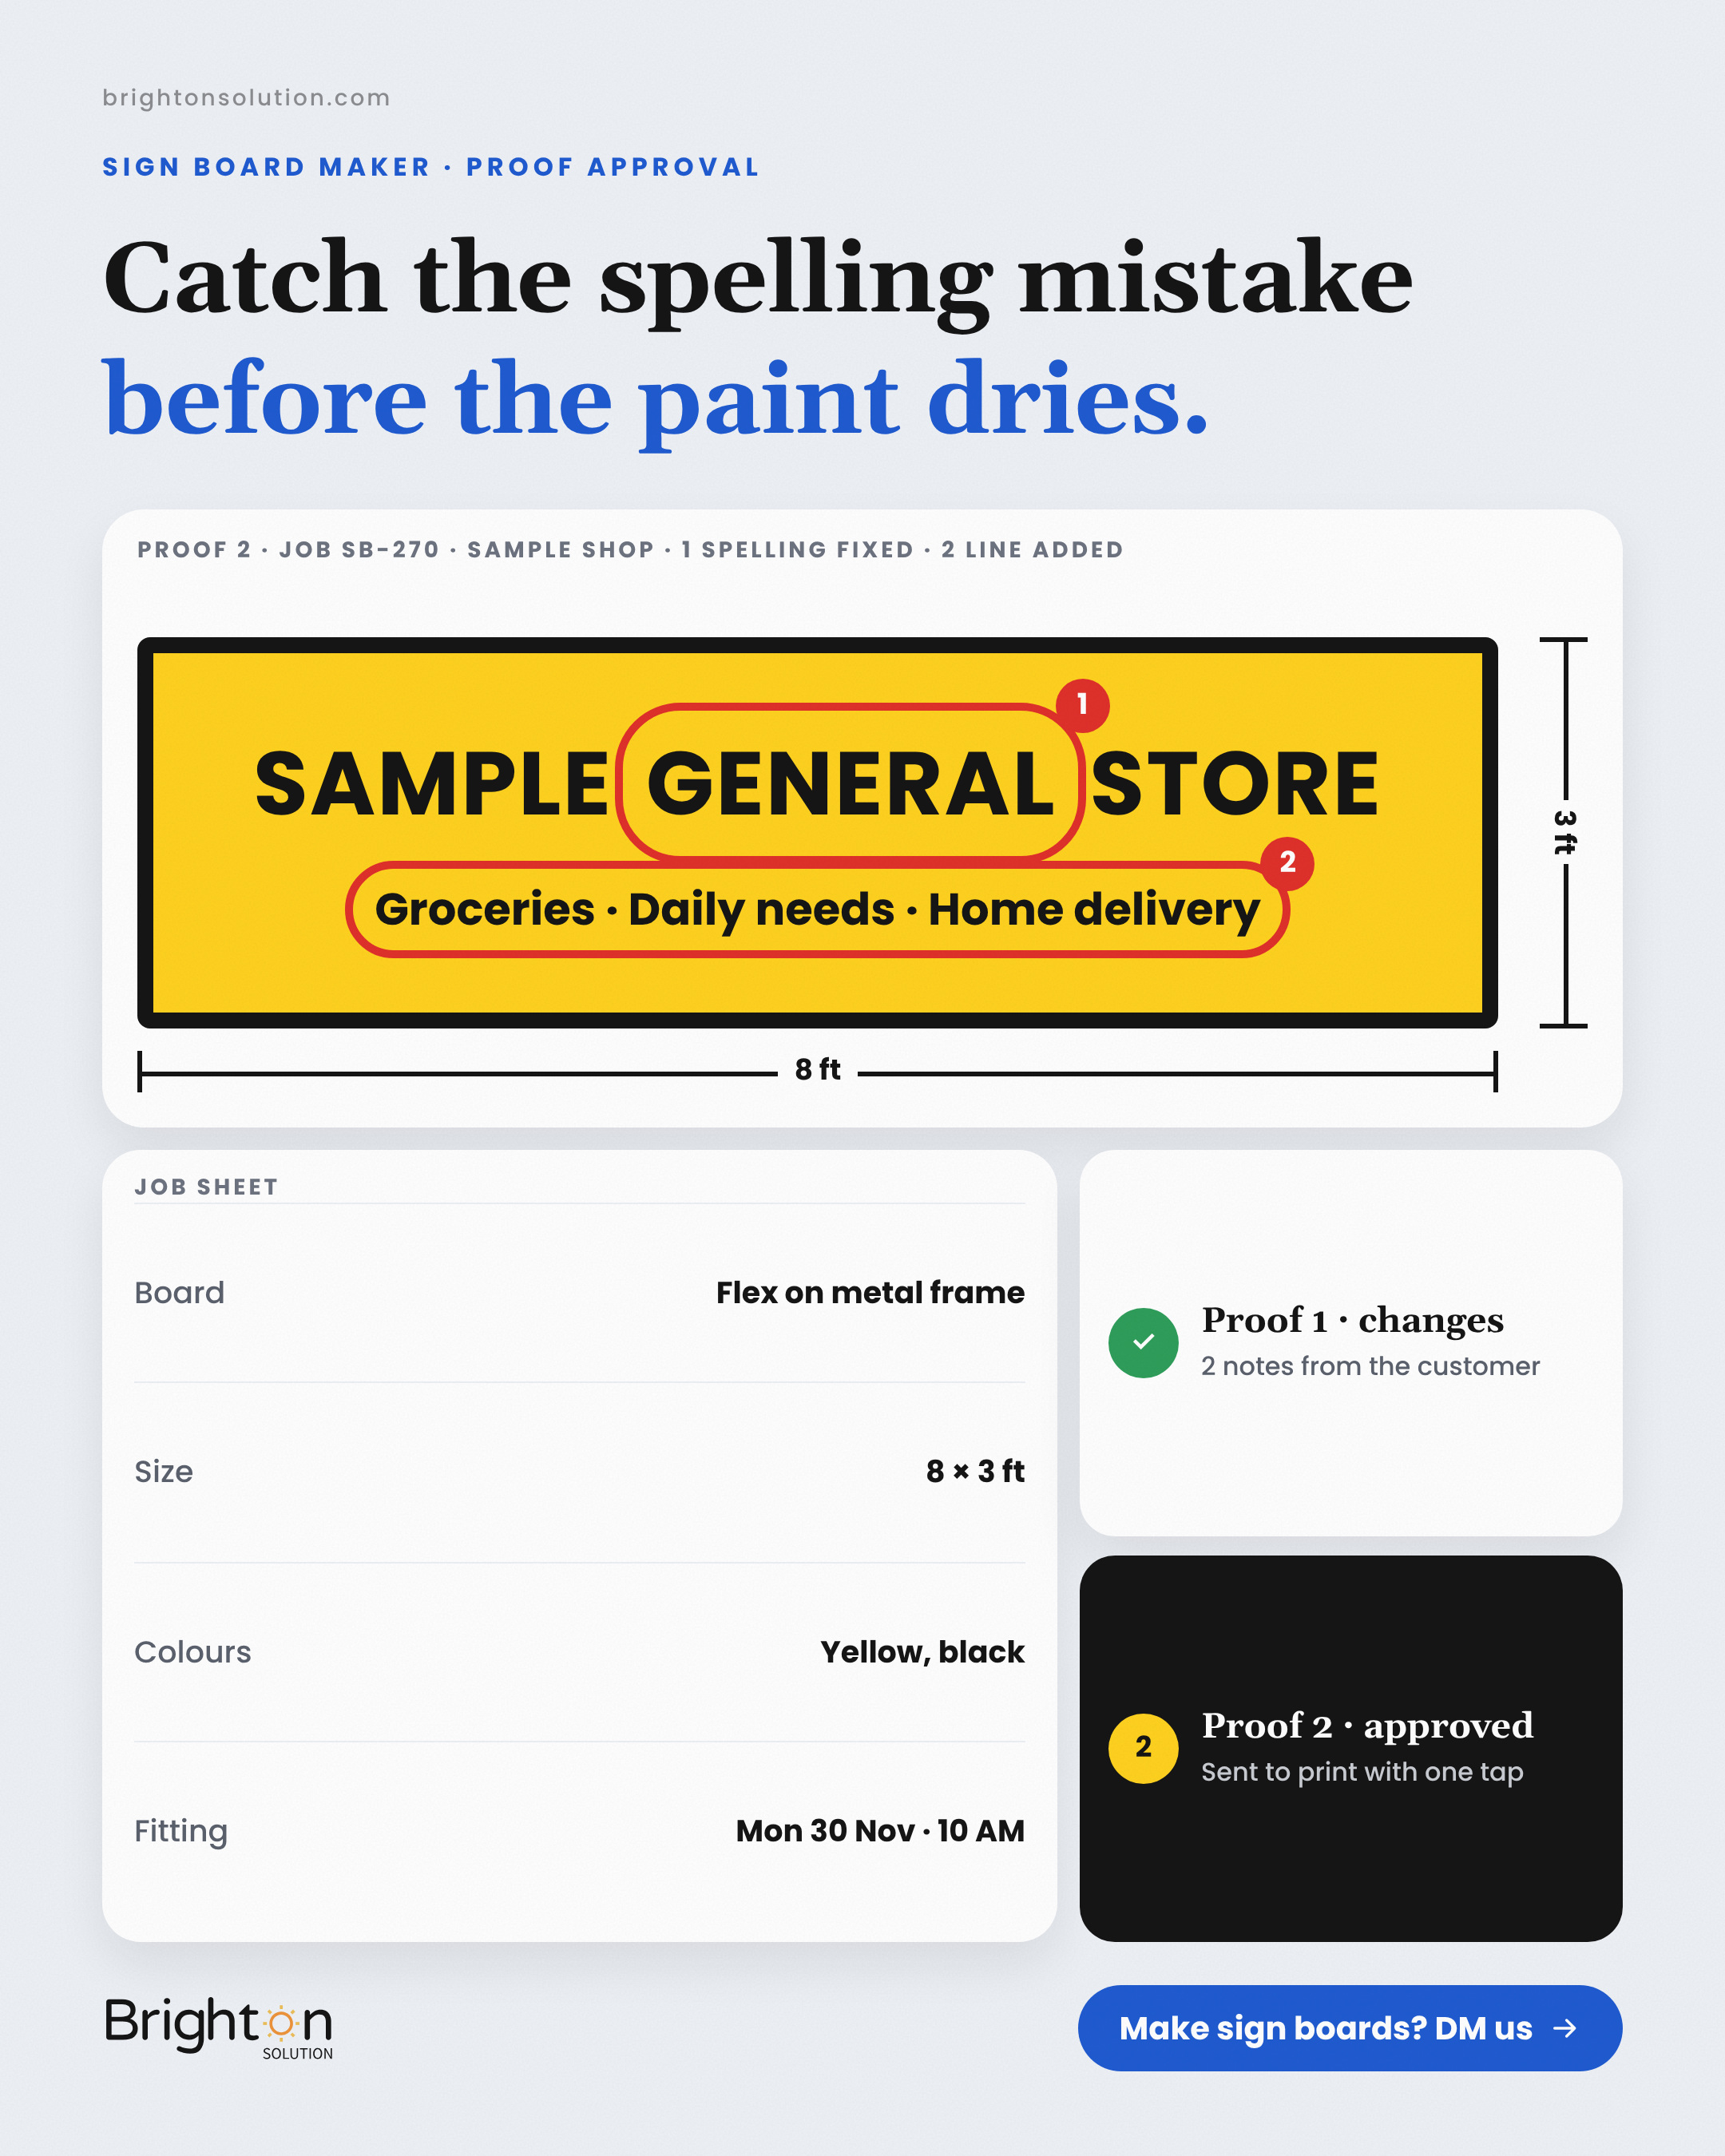 brightonsolution.com
SIGN BOARD MAKER · PROOF APPROVAL
Catch the spelling mistake
before the paint dries.
PROOF 2 · JOB SB-270 · SAMPLE SHOP · 1 SPELLING FIXED · 2 LINE ADDED
1
SAMPLE GENERAL STORE
2
Groceries · Daily needs · Home delivery
3 ft
8 ft
JOB SHEET
Board Flex on metal frame
Size 8 × 3 ft
Colours Yellow, black
Fitting Mon 30 Nov · 10 AM
Proof 1 · changes
2 notes from the customer
2
Proof 2 · approved
Sent to print with one tap
Brighton
SOLUTION
Make sign boards? DM us →